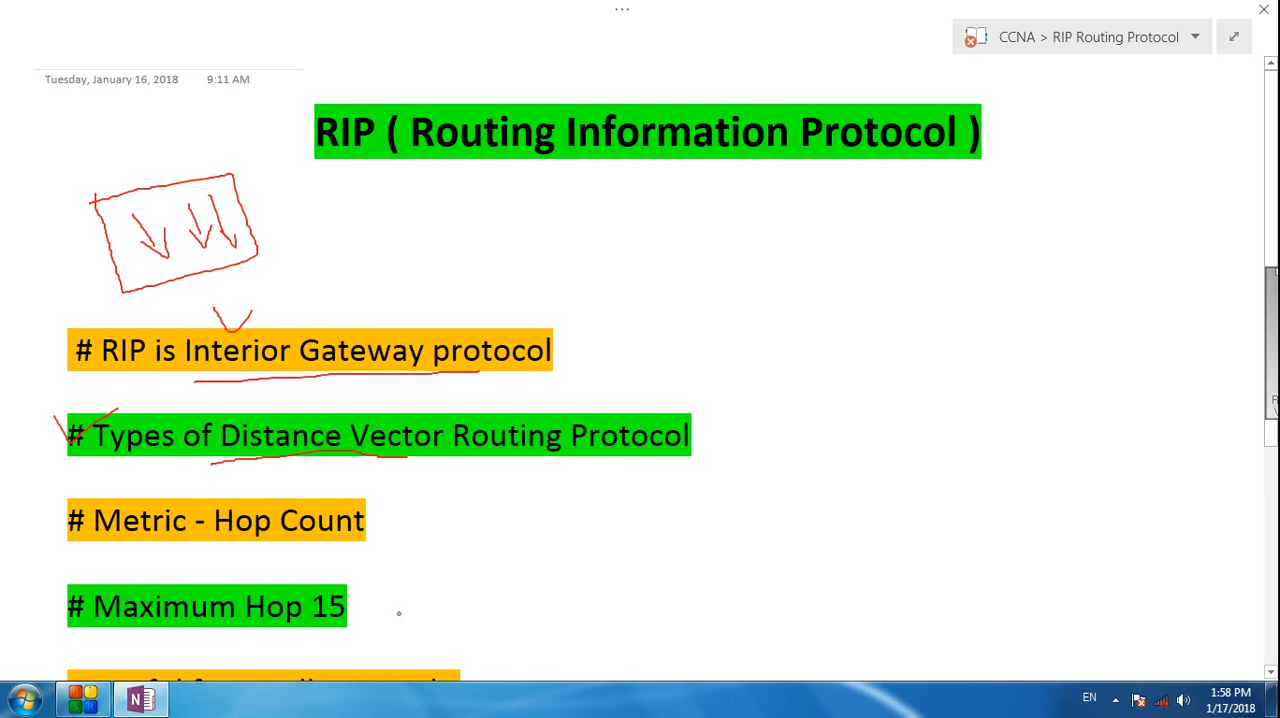 CCNA > RIP Routing Protocol
Tuesday, January 16, 2018 9:11 AM
RIP ( Routing Information Protocol )
# RIP is Interior Gateway protocol
# Types of Distance Vector Routing Protocol
# Metric - Hop Count
# Maximum Hop 15
EN
1:58 PM
1/17/2018